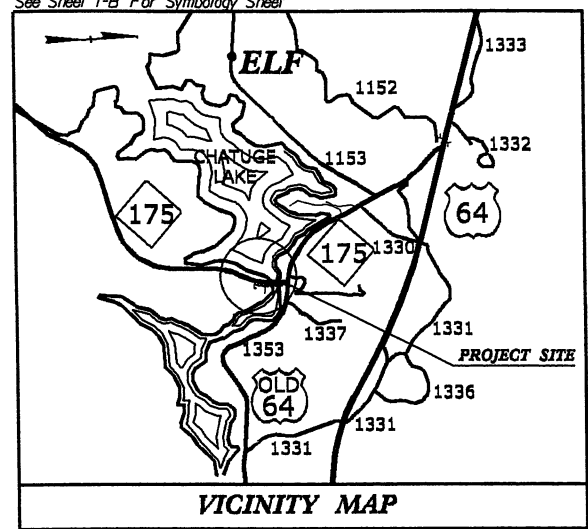 See Sheet 1-B For Symbology Sheet
1333
ELF
1152
1332
CHATUGE
LAKE
1153
175
64
175
1330
1331
1337
1353
PROJECT SITE
OLD
64
1336
1331
1331
VICINITY MAP